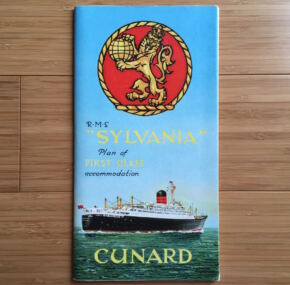 R·M·S
"SYLVANIA"
Plan of
FIRST CLASS
accommodation
CUNARD